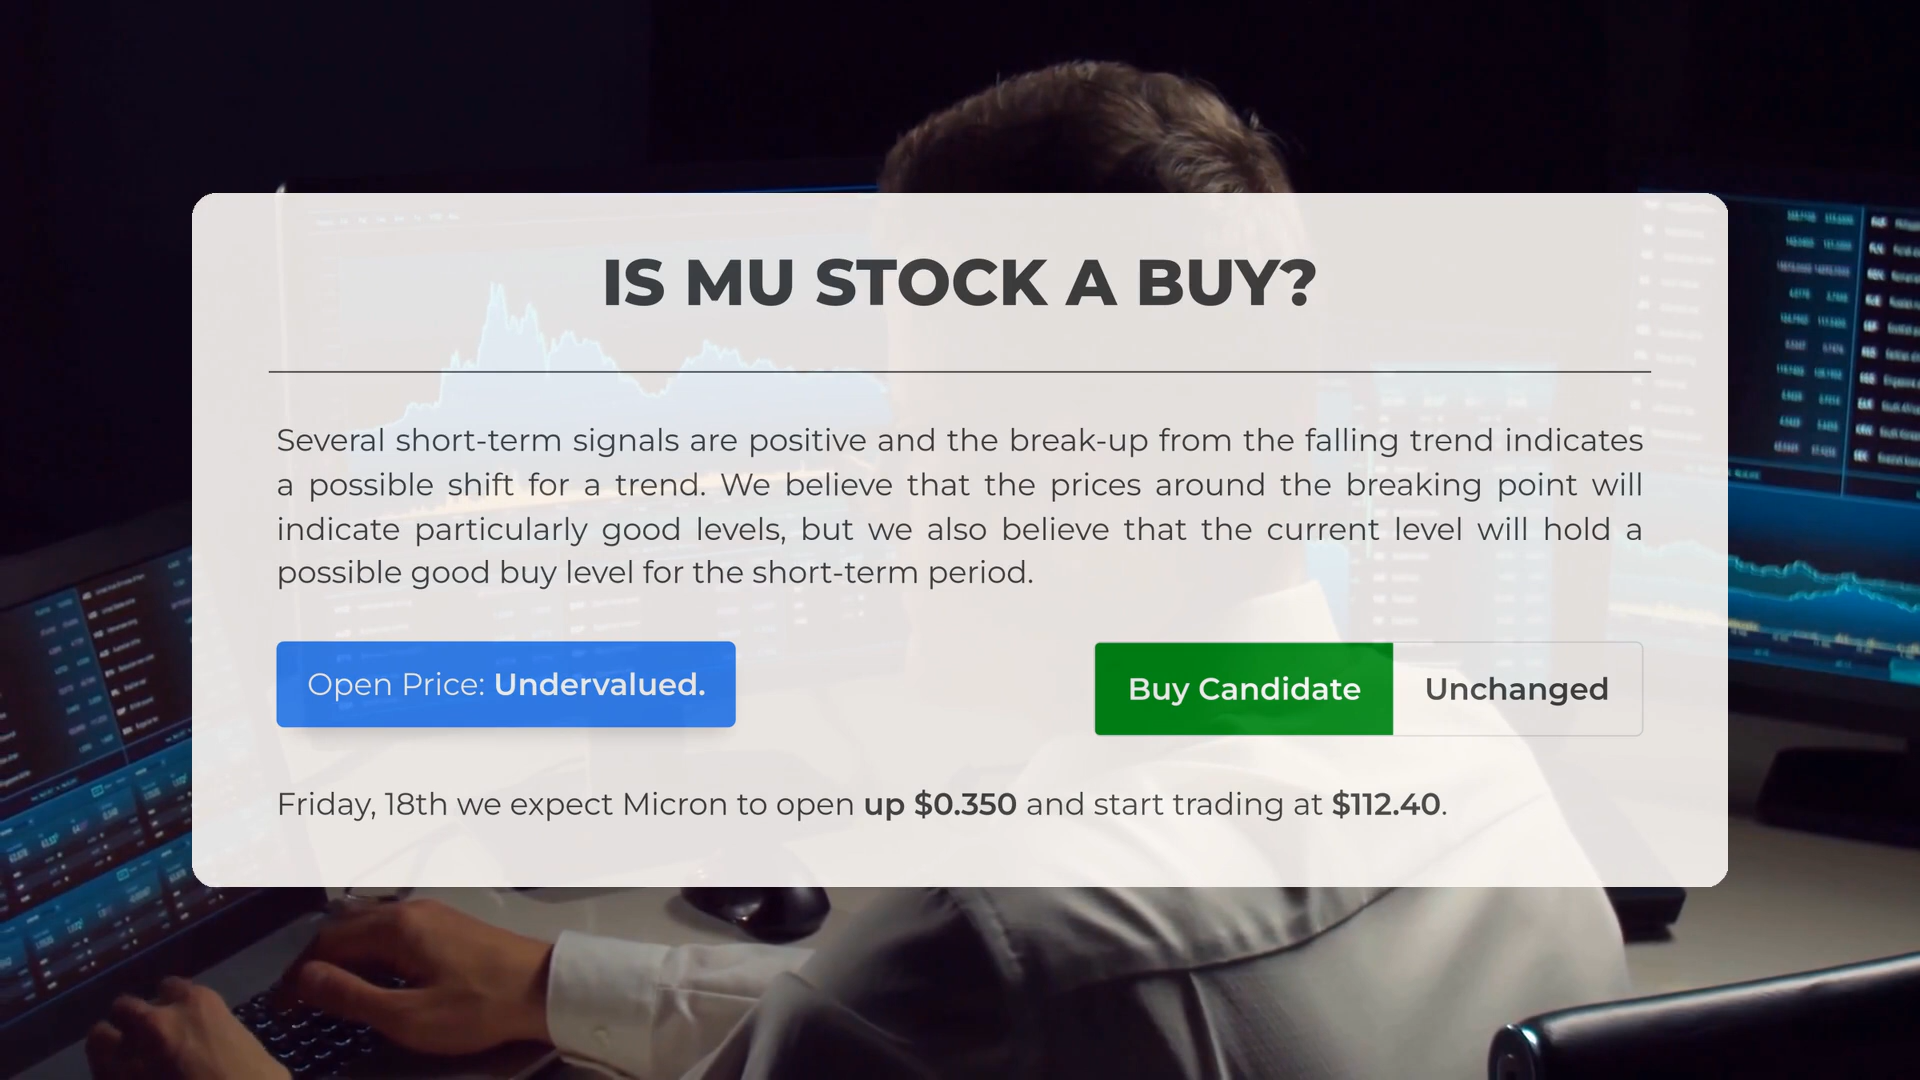 IS MU STOCK A BUY?
Several short-term signals are positive and the break-up from the falling trend indicates
a possible shift for a trend. We believe that the prices around the breaking point will
indicate particularly good levels, but we also believe that the current level will hold a
possible good buy level for the short-term period.
Open Price: Undervalued.
Buy Candidate Unchanged
Friday, 18th we expect Micron to open up $0.350 and start trading at $112.40.